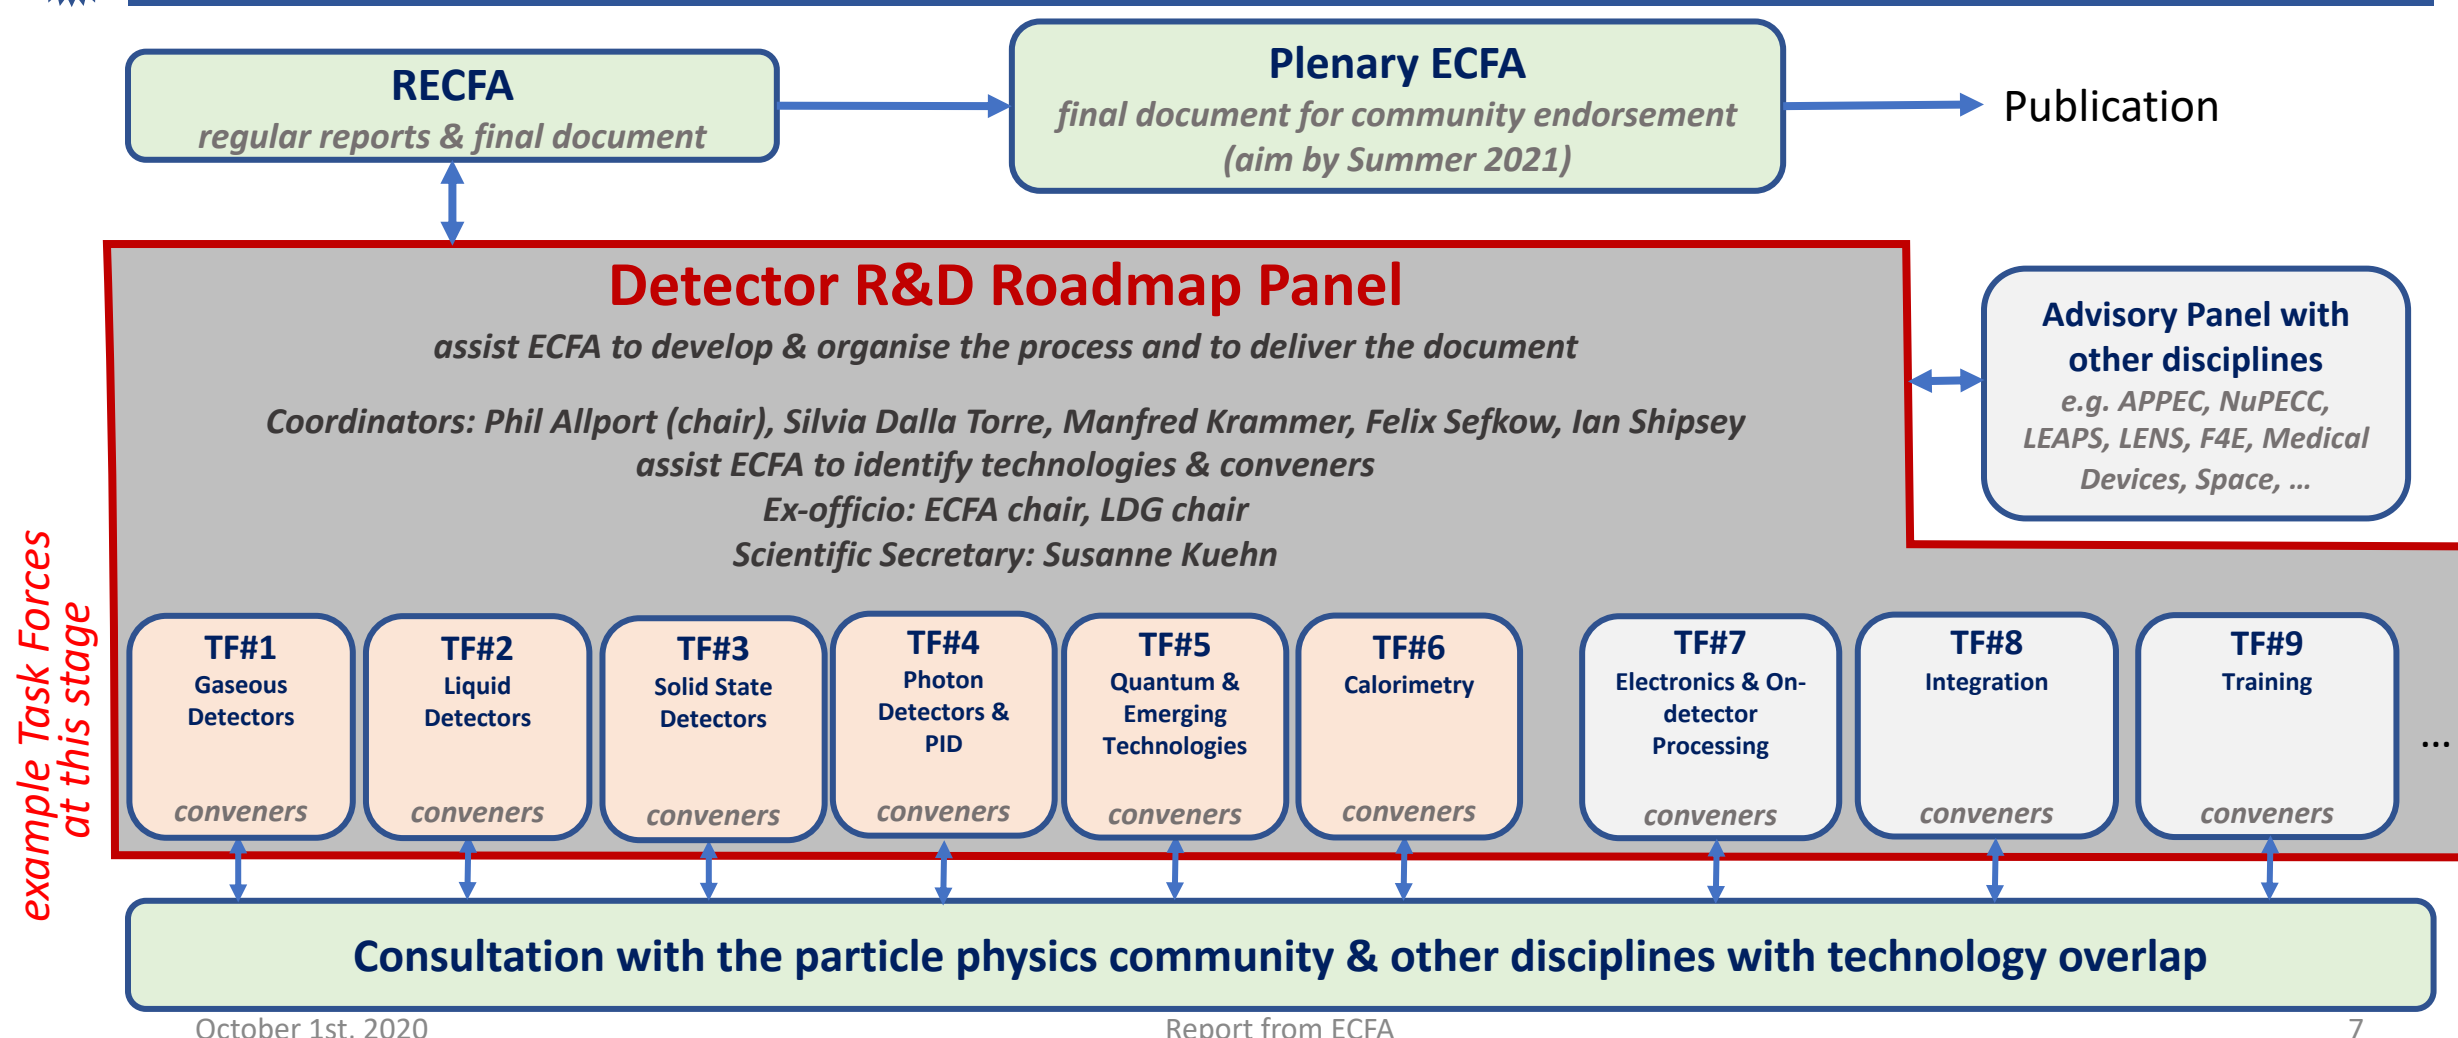 RECFA
regular reports & final document
Plenary ECFA
final document for community endorsement
(aim by Summer 2021)
Publication
Detector R&D Roadmap Panel
assist ECFA to develop & organise the process and to deliver the document
Coordinators: Phil Allport (chair), Silvia Dalla Torre, Manfred Krammer, Felix Sefkow, Ian Shipsey
assist ECFA to identify technologies & conveners
Ex-officio: ECFA chair, LDG chair
Scientific Secretary: Susanne Kuehn
Advisory Panel with
other disciplines
e.g. APPEC, NuPECC,
LEAPS, LENS, F4E, Medical
Devices, Space, …
example Task Forces
at this stage
TF#1
Gaseous
Detectors
conveners
TF#2
Liquid
Detectors
conveners
TF#3
Solid State
Detectors
conveners
TF#4
Photon
Detectors &
PID
conveners
TF#5
Quantum &
Emerging
Technologies
conveners
TF#6
Calorimetry
conveners
TF#7
Electronics & On-
detector
Processing
conveners
TF#8
Integration
conveners
TF#9
Training
conveners
…
Consultation with the particle physics community & other disciplines with technology overlap
October 1st, 2020
Report from ECFA
7